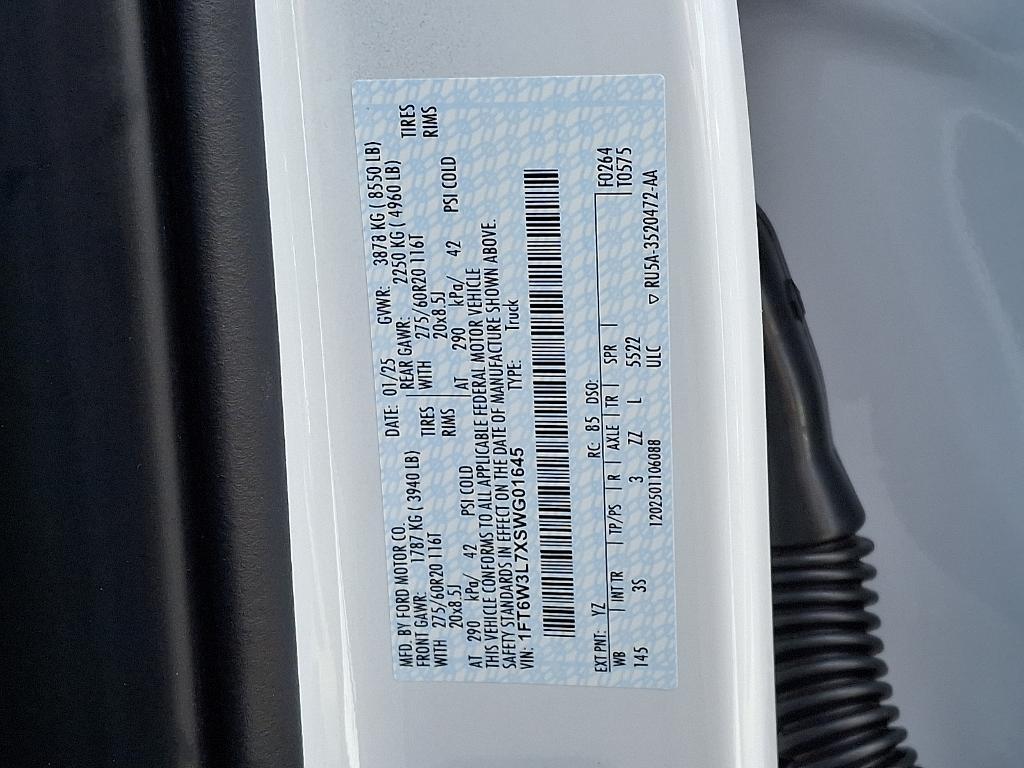 MFD. BY FORD MOTOR CO.
DATE: 01/25 GVWR: 3878 KG ( 8550 LB)
FRONT GAWR: 1787 KG ( 3940 LB)
REAR GAWR: 2250 KG ( 4960 LB)
WITH 275/60R20 116T TIRES
WITH 275/60R20 116T TIRES
20x8.5J RIMS
20x8.5J RIMS
AT 290 kPa/ 42 PSI COLD
AT 290 kPa/ 42 PSI COLD
THIS VEHICLE CONFORMS TO ALL APPLICABLE FEDERAL MOTOR VEHICLE
SAFETY STANDARDS IN EFFECT ON THE DATE OF MANUFACTURE SHOWN ABOVE.
VIN: 1FT6W3L7XSWG01645 TYPE: Truck
EXT PNT: YZ RC: 85 DSO: F0264
WB INT TR TP/PS R AXLE TR SPR T0575
145 3S 3 ZZ L 5522
120250110608B ULC ▽ RU5A-3520472-AA